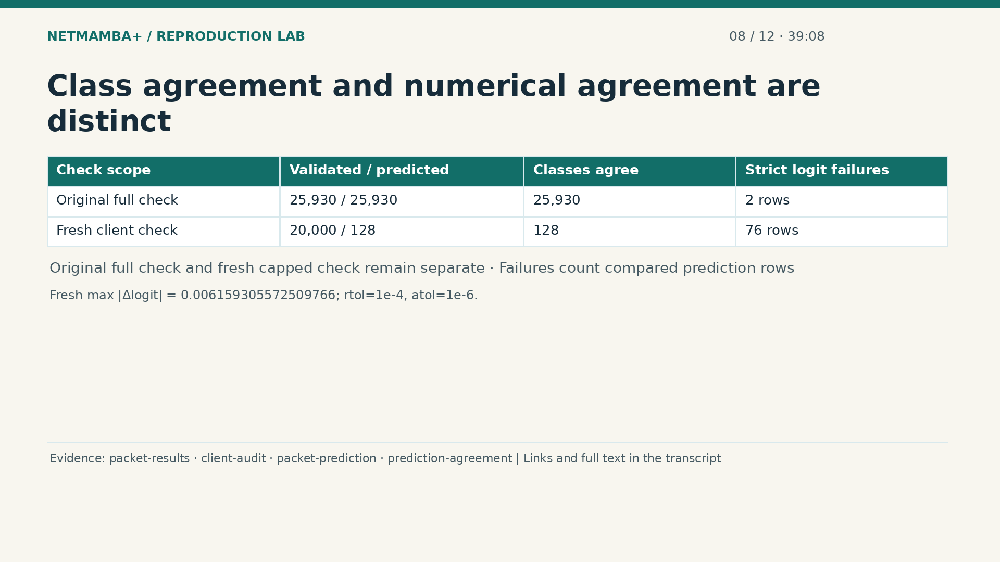 NETMAMBA+ / REPRODUCTION LAB
08 / 12 · 39:08
Class agreement and numerical agreement are
distinct
Check scope
Validated / predicted
Classes agree
Strict logit failures
Original full check
25,930 / 25,930
25,930
2 rows
Fresh client check
20,000 / 128
128
76 rows
Original full check and fresh capped check remain separate · Failures count compared prediction rows
Fresh max |Δlogit| = 0.006159305572509766; rtol=1e-4, atol=1e-6.
Evidence: packet-results · client-audit · packet-prediction · prediction-agreement | Links and full text in the transcript